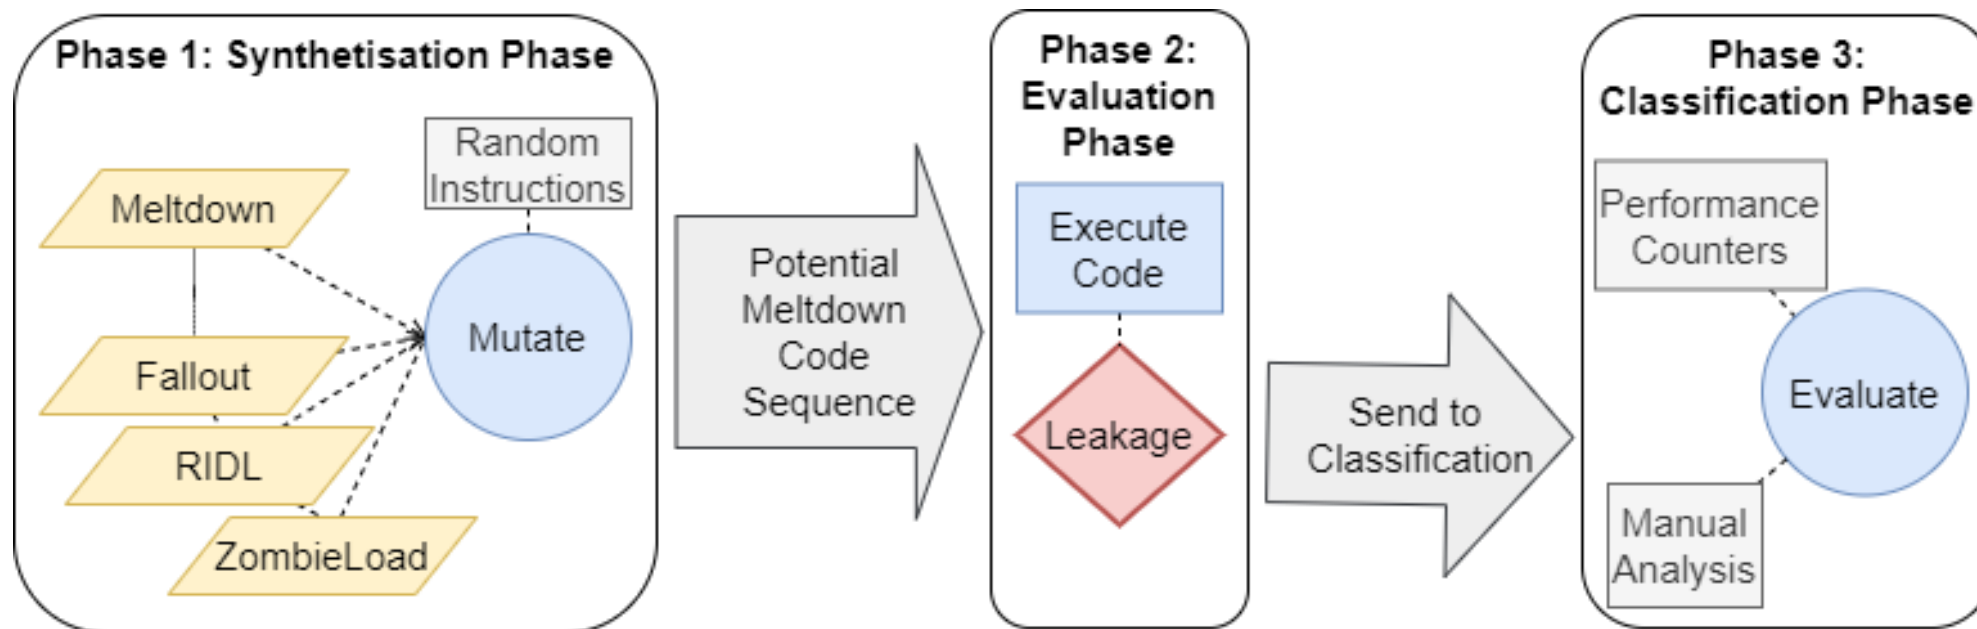 Phase 1: Synthetisation Phase
Random
Instructions
Meltdown
Mutate
Fallout
RIDL
ZombieLoad
Potential
Meltdown
Code
Sequence
Phase 2:
Evaluation
Phase
Execute
Code
Leakage
Send to
Classification
Phase 3:
Classification Phase
Performance
Counters
Evaluate
Manual
Analysis